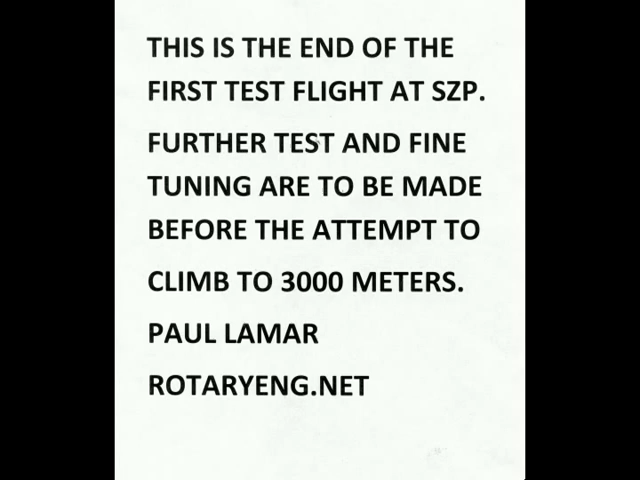 THIS IS THE END OF THE
FIRST TEST FLIGHT AT SZP.
FURTHER TEST AND FINE
TUNING ARE TO BE MADE
BEFORE THE ATTEMPT TO
CLIMB TO 3000 METERS.
PAUL LAMAR
ROTARYENG.NET